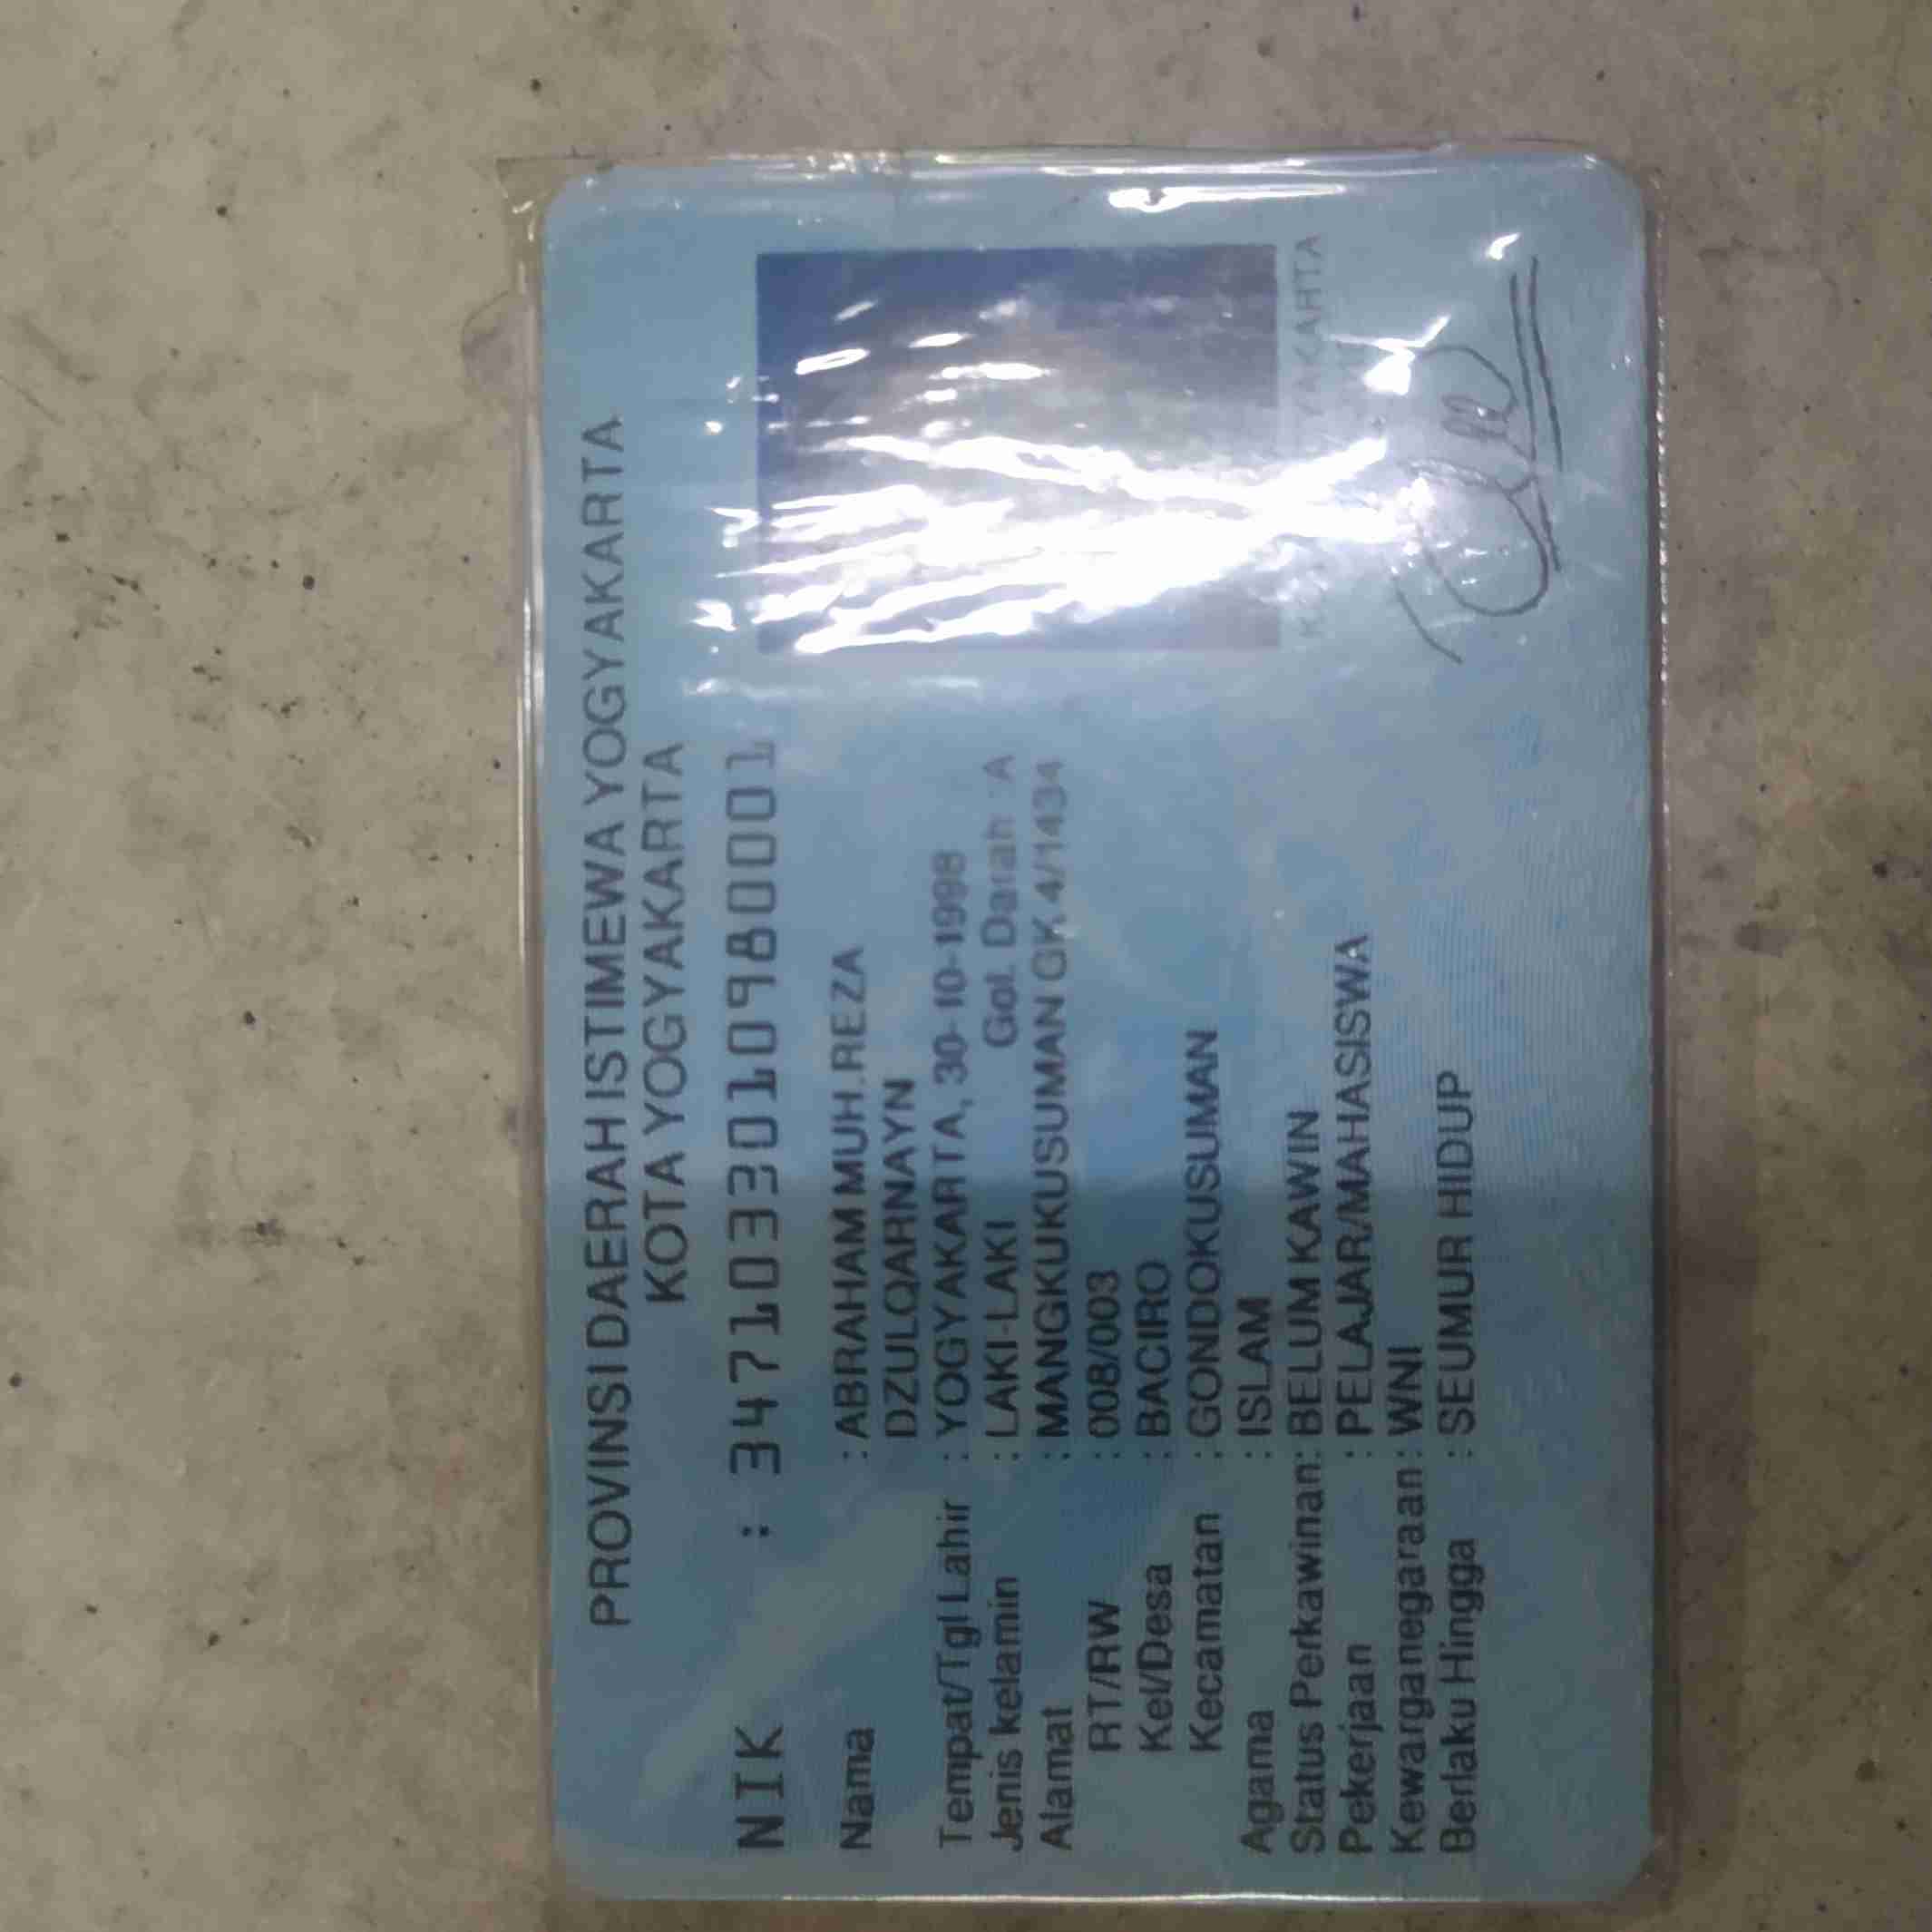 PROVINSI DAERAH ISTIMEWA YOGYAKARTA
KOTA YOGYAKARTA
NIK : 3471033010980001
Nama : ABRAHAM MUH.REZA
DZULQARNAYN
Tempat/Tgl Lahir : YOGYAKARTA, 30-10-1998
Jenis kelamin : LAKI-LAKI Gol. Darah :A
Alamat : MANGKUKUSUMAN GK.4/1434
RT/RW : 008/003
Kel/Desa : BACIRO
Kecamatan : GONDOKUSUMAN
Agama : ISLAM
Status Perkawinan: BELUM KAWIN
Pekerjaan : PELAJAR/MAHASISWA
Kewarganegaraan : WNI
Berlaku Hingga : SEUMUR HIDUP